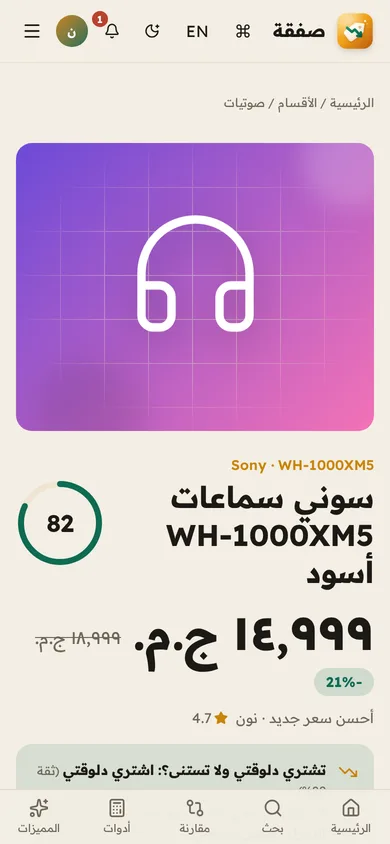 صفقة
EN
1
ن
الرئيسية / الأقسام / صوتيات
Sony · WH-1000XM5
سوني سماعات
WH-1000XM5
أسود
82
١٤,٩٩٩ ج.م.
١٨,٩٩٩ ج.م.
-21%
أحسن سعر جديد · نون 4.7
تشتري دلوقتي ولا تستنى؟: اشتري دلوقتي (ثقة
الرئيسية
بحث
مقارنة
أدوات
المميزات